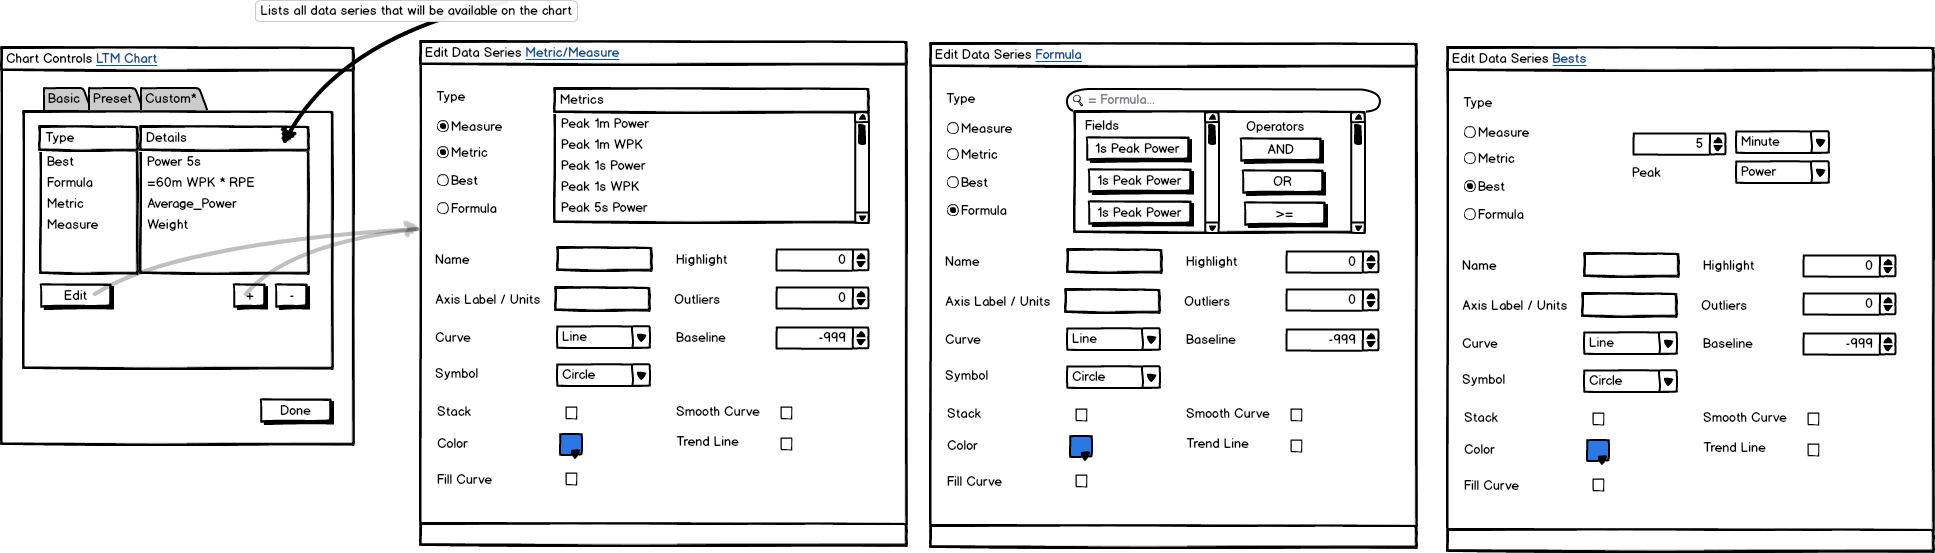 Lists all data series that will be available on the chart
Chart Controls LTM Chart
Basic Preset Custom*
Type Details
Best Power 5s
Formula =60m WPK * RPE
Metric Average_Power
Measure Weight
Edit + -
Done
Edit Data Series Metric/Measure
Type Metrics
Measure
Metric
Best
Formula
Peak 1m Power
Peak 1m WPK
Peak 1s Power
Peak 1s WPK
Peak 5s Power
Name Highlight 0
Axis Label / Units Outliers 0
Curve Line Baseline -999
Symbol Circle
Stack Smooth Curve
Color Trend Line
Fill Curve
Edit Data Series Formula
Type = Formula...
Measure
Metric
Best
Formula
Fields Operators
1s Peak Power AND
1s Peak Power OR
1s Peak Power >=
Name Highlight 0
Axis Label / Units Outliers 0
Curve Line Baseline -999
Symbol Circle
Stack Smooth Curve
Color Trend Line
Fill Curve
Edit Data Series Bests
Type
Measure
Metric
Best
Formula
5 Minute
Peak Power
Name Highlight 0
Axis Label / Units Outliers 0
Curve Line Baseline -999
Symbol Circle
Stack Smooth Curve
Color Trend Line
Fill Curve